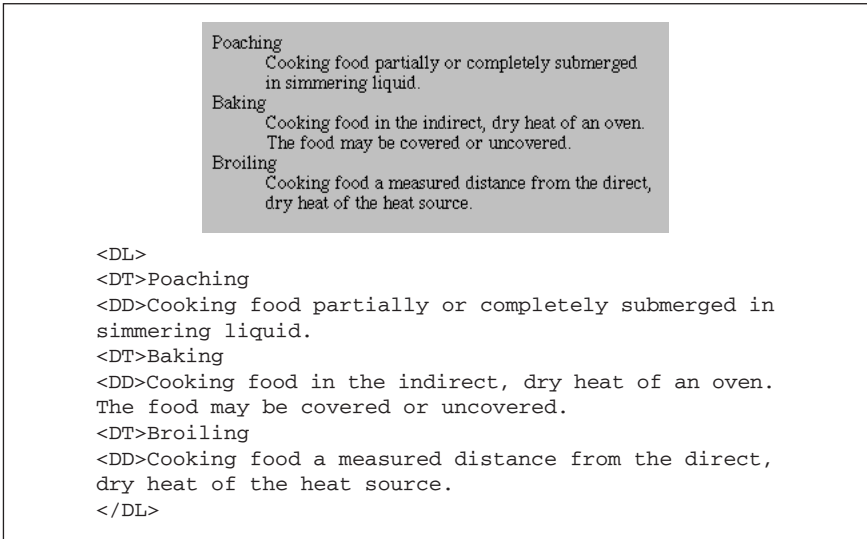 Poaching
Cooking food partially or completely submerged
in simmering liquid.
Baking
Cooking food in the indirect, dry heat of an oven.
The food may be covered or uncovered.
Broiling
Cooking food a measured distance from the direct,
dry heat of the heat source.
<DL>
<DT>Poaching
<DD>Cooking food partially or completely submerged in
simmering liquid.
<DT>Baking
<DD>Cooking food in the indirect, dry heat of an oven.
The food may be covered or uncovered.
<DT>Broiling
<DD>Cooking food a measured distance from the direct,
dry heat of the heat source.
</DL>